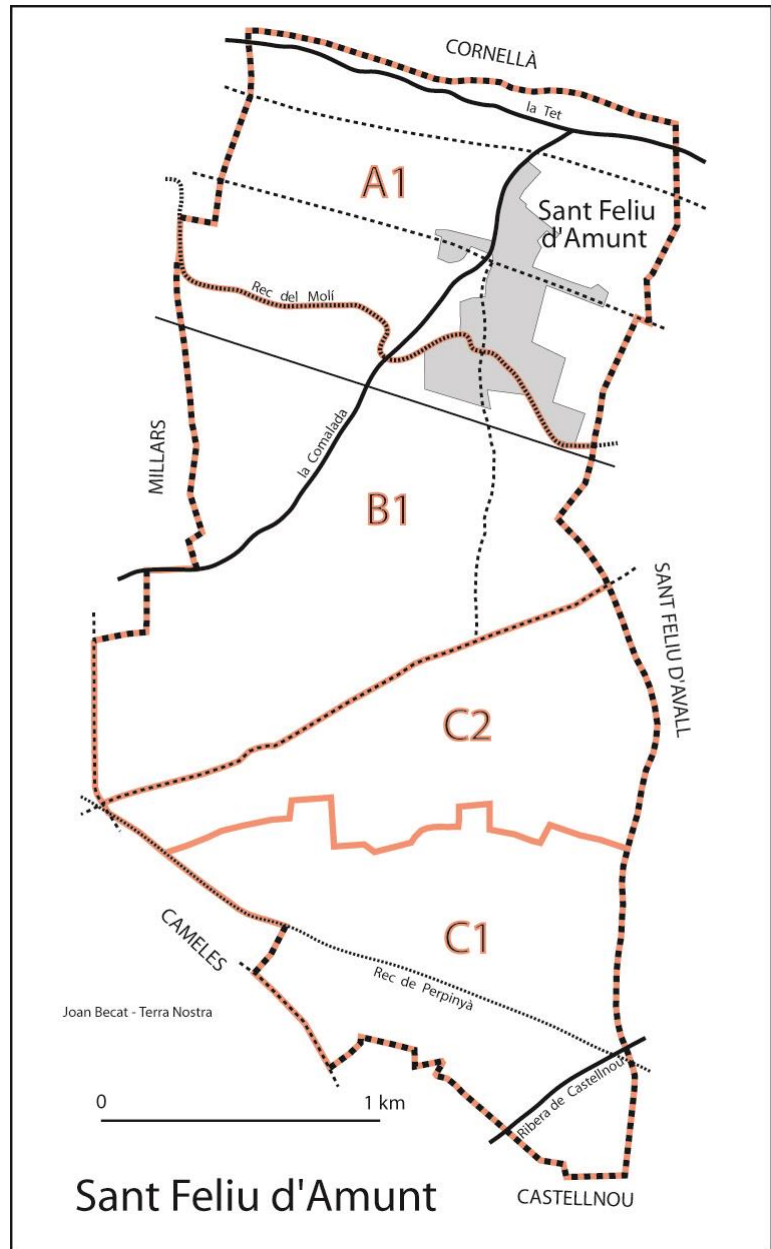 CORNELLÀ
la Tet
A1
Sant Feliu
d'Amunt
Rec del Molí
MILLARS
la Comalada
B1
SANT FELIU D'AVALL
C2
CAMELES
C1
Rec de Perpinyà
Joan Becat - Terra Nostra
0 1 km
Ribera de Castellnou
Sant Feliu d'Amunt
CASTELLNOU